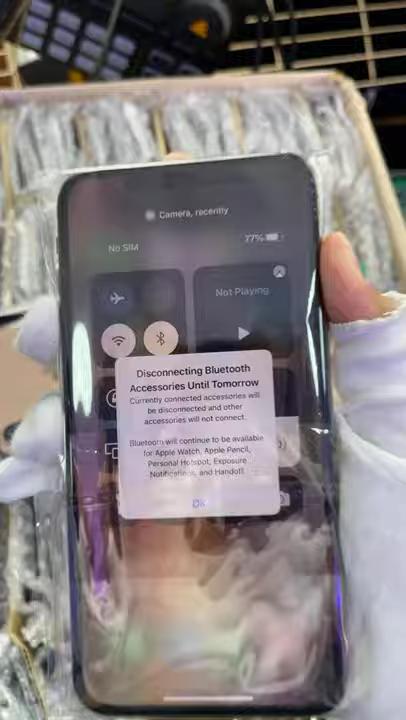 Camera, recently
No SIM
77%
Not Playing
Disconnecting Bluetooth
Accessories Until Tomorrow
Currently connected accessories will
be disconnected and other
accessories will not connect.
Bluetooth will continue to be available
for Apple Watch, Apple Pencil,
Personal Hotspot, Exposure
Notifications, and Handoff.
OK